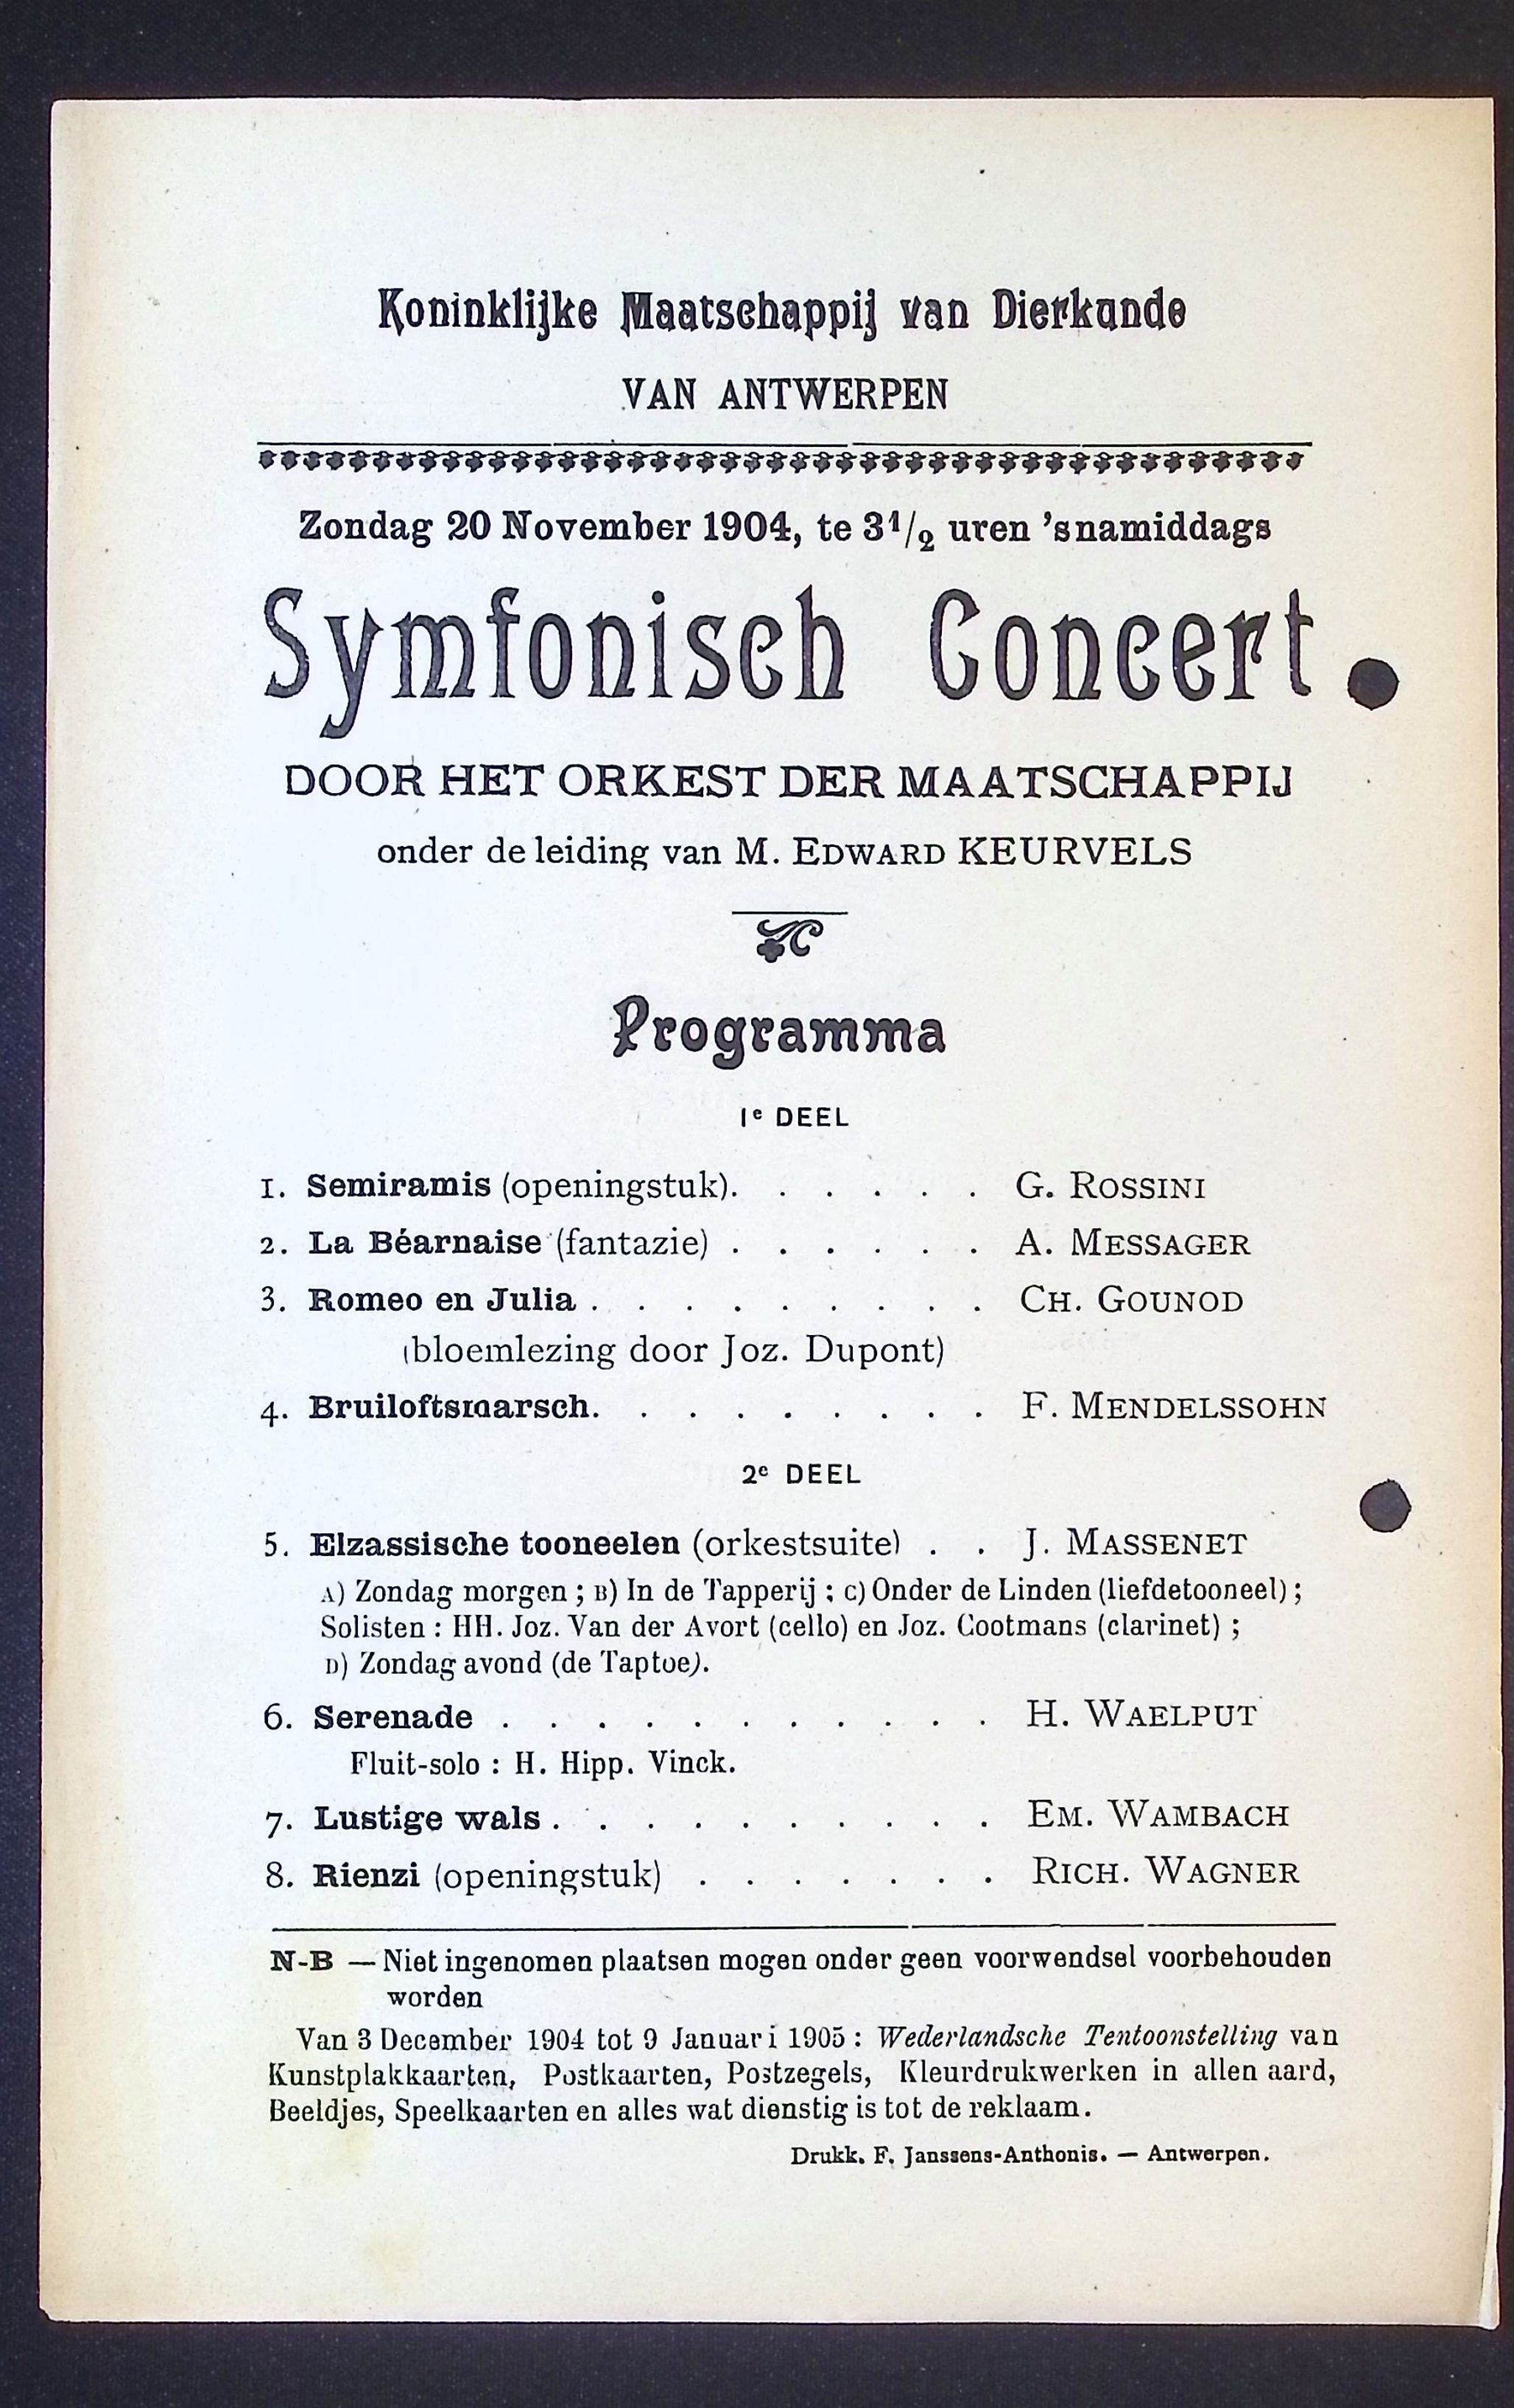 Koninklijke Maatschappij van Dierkunde
VAN ANTWERPEN
Zondag 20 November 1904, te 3 1/2 uren 'snamiddags
Symfonisch Concert
DOOR HET ORKEST DER MAATSCHAPPIJ
onder de leiding van M. EDWARD KEURVELS
Programma
1e DEEL
1. Semiramis (openingstuk). . . . . . G. ROSSINI
2. La Béarnaise (fantazie) . . . . . . A. MESSAGER
3. Romeo en Julia . . . . . . . . . CH. GOUNOD
(bloemlezing door Joz. Dupont)
4. Bruiloftsmarsch. . . . . . . . . F. MENDELSSOHN
2e DEEL
5. Elzassische tooneelen (orkestsuite) . . J. MASSENET
A) Zondag morgen ; B) In de Tapperij ; C) Onder de Linden (liefdetooneel) ;
Solisten : HH. Joz. Van der Avort (cello) en Joz. Cootmans (clarinet) ;
D) Zondag avond (de Taptoe).
6. Serenade . . . . . . . . . . . H. WAELPUT
Fluit-solo : H. Hipp. Vinck.
7. Lustige wals . . . . . . . . . . EM. WAMBACH
8. Rienzi (openingstuk) . . . . . . . RICH. WAGNER
N-B — Niet ingenomen plaatsen mogen onder geen voorwendsel voorbehouden
worden
Van 3 December 1904 tot 9 Januari 1905 : Wederlandsche Tentoonstelling van
Kunstplakkaarten, Postkaarten, Postzegels, Kleurdrukwerken in allen aard,
Beeldjes, Speelkaarten en alles wat dienstig is tot de reklaam.
Drukk. F. Janssens-Anthonis. — Antwerpen.